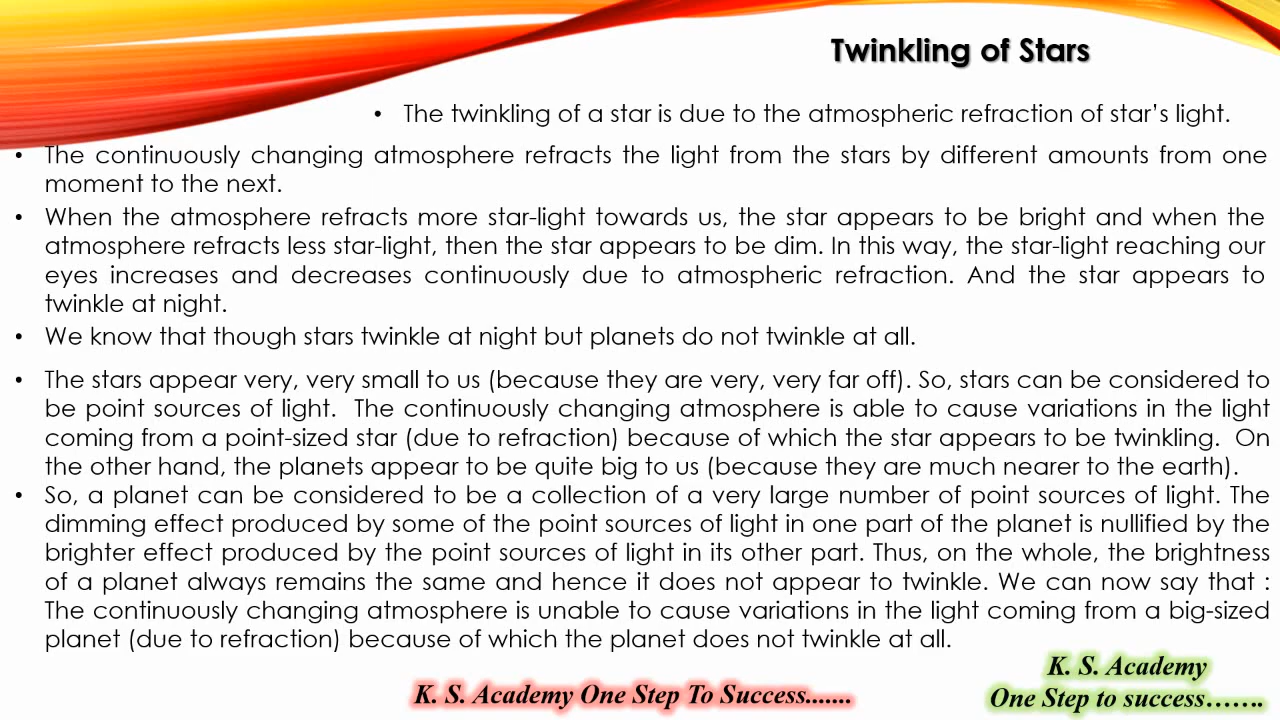 Twinkling of Stars
• The twinkling of a star is due to the atmospheric refraction of star’s light.
• The continuously changing atmosphere refracts the light from the stars by different amounts from one
moment to the next.
• When the atmosphere refracts more star-light towards us, the star appears to be bright and when the
atmosphere refracts less star-light, then the star appears to be dim. In this way, the star-light reaching our
eyes increases and decreases continuously due to atmospheric refraction. And the star appears to
twinkle at night.
• We know that though stars twinkle at night but planets do not twinkle at all.
• The stars appear very, very small to us (because they are very, very far off). So, stars can be considered to
be point sources of light. The continuously changing atmosphere is able to cause variations in the light
coming from a point-sized star (due to refraction) because of which the star appears to be twinkling. On
the other hand, the planets appear to be quite big to us (because they are much nearer to the earth).
• So, a planet can be considered to be a collection of a very large number of point sources of light. The
dimming effect produced by some of the point sources of light in one part of the planet is nullified by the
brighter effect produced by the point sources of light in its other part. Thus, on the whole, the brightness
of a planet always remains the same and hence it does not appear to twinkle. We can now say that :
The continuously changing atmosphere is unable to cause variations in the light coming from a big-sized
planet (due to refraction) because of which the planet does not twinkle at all.
K. S. Academy One Step To Success.......
K. S. Academy
One Step to success…….